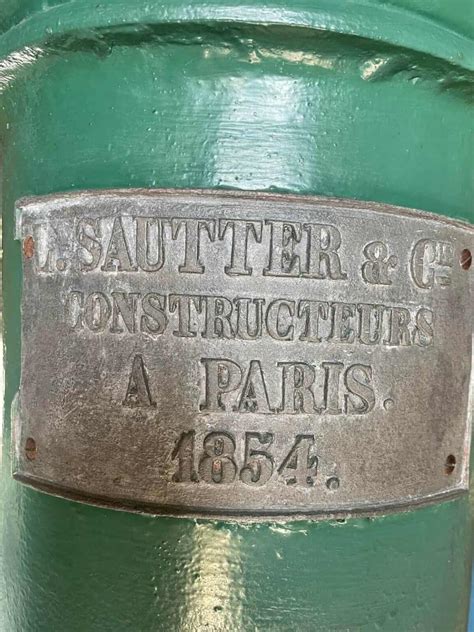 L. SAUTTER & CIE
CONSTRUCTEURS
A PARIS.
1854.